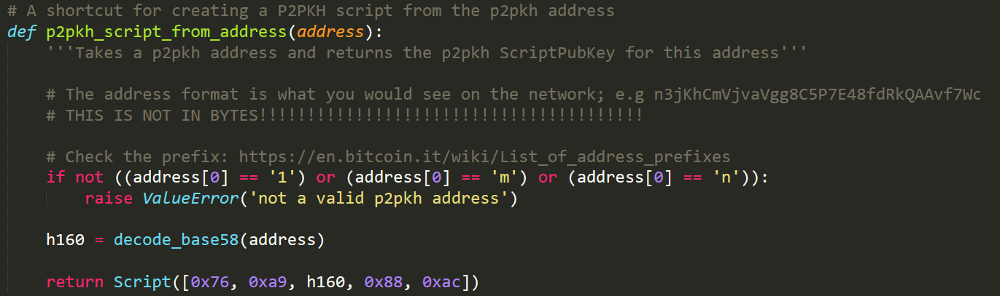 # A shortcut for creating a P2PKH script from the p2pkh address
def p2pkh_script_from_address(address):
'''Takes a p2pkh address and returns the p2pkh ScriptPubKey for this address'''
# The address format is what you would see on the network; e.g n3jKhCmVjvaVgg8C5P7E48fdRkQAAvf7Wc
# THIS IS NOT IN BYTES!!!!!!!!!!!!!!!!!!!!!!!!!!!!!!!!!!!!!!!!
# Check the prefix: https://en.bitcoin.it/wiki/List_of_address_prefixes
if not ((address[0] == '1') or (address[0] == 'm') or (address[0] == 'n')):
raise ValueError('not a valid p2pkh address')
h160 = decode_base58(address)
return Script([0x76, 0xa9, h160, 0x88, 0xac])